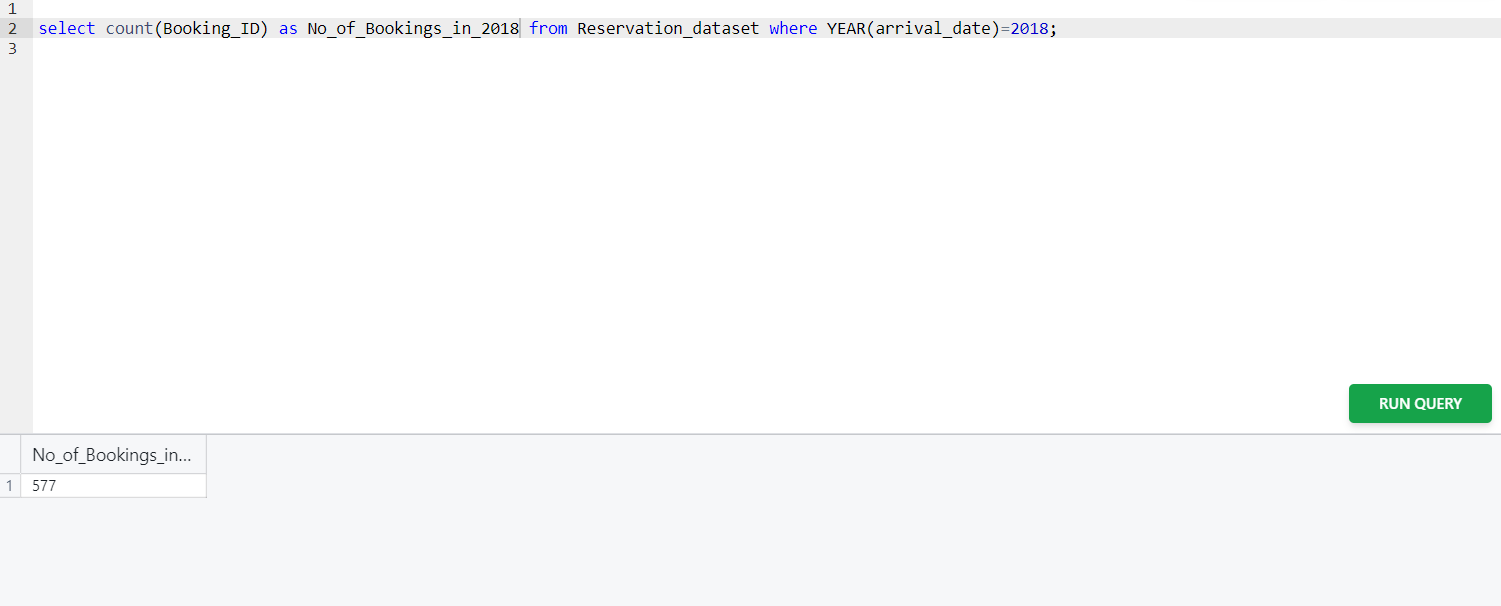 1
2 select count(Booking_ID) as No_of_Bookings_in_2018 from Reservation_dataset where YEAR(arrival_date)=2018;
3
RUN QUERY
No_of_Bookings_in...
1 577